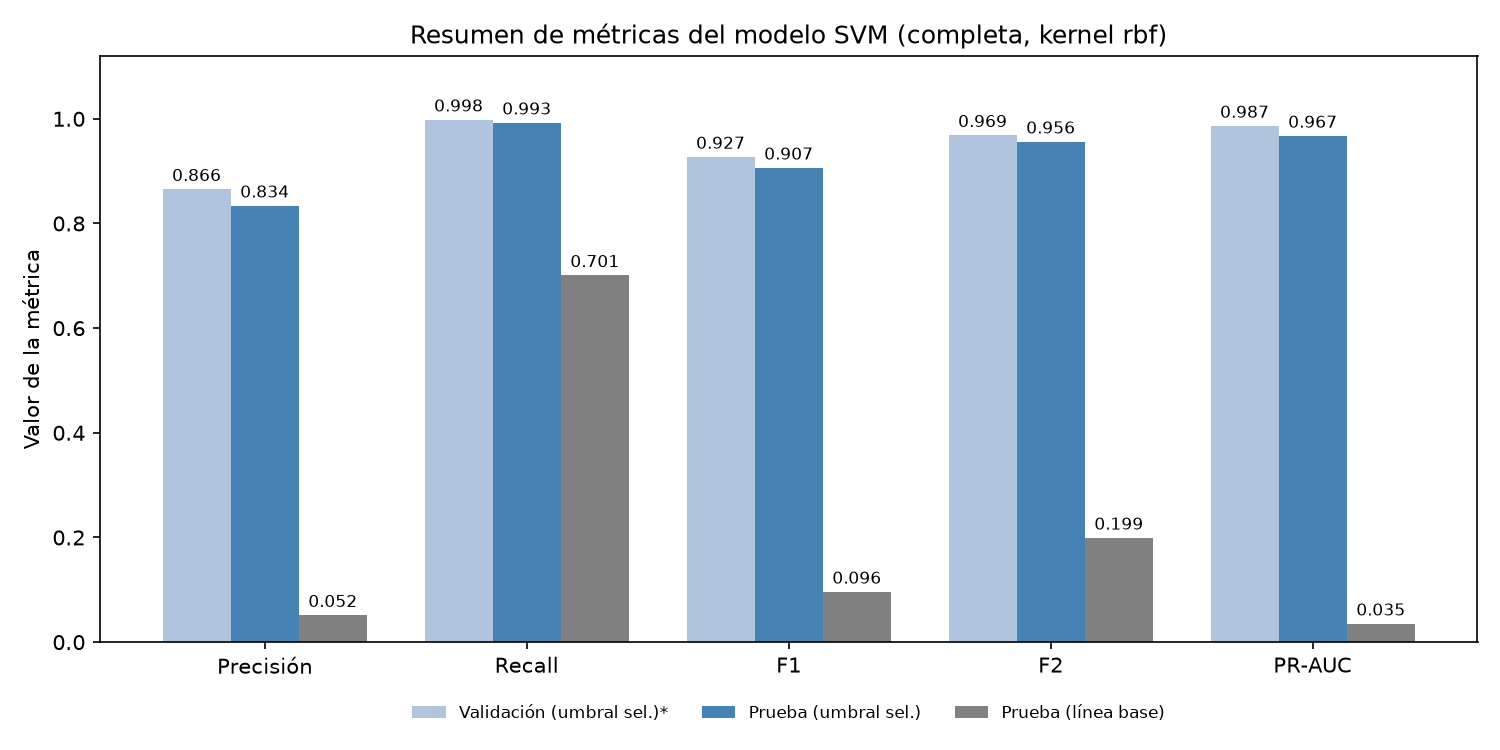 Resumen de métricas del modelo SVM (completa, kernel rbf)
Valor de la métrica
1.0
0.8
0.6
0.4
0.2
0.0
0.866
0.834
0.052
0.998
0.993
0.701
0.927
0.907
0.096
0.969
0.956
0.199
0.987
0.967
0.035
Precisión
Recall
F1
F2
PR-AUC
Validación (umbral sel.)*
Prueba (umbral sel.)
Prueba (línea base)